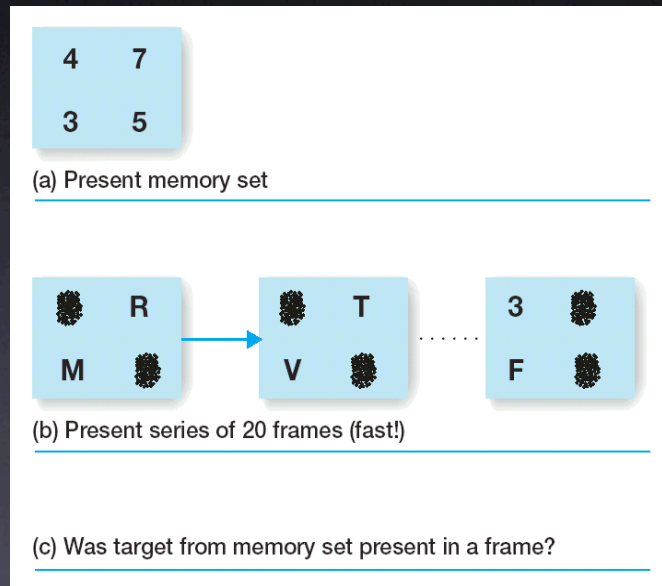 4 7
3 5
(a) Present memory set
R T 3
M V F
(b) Present series of 20 frames (fast!)
(c) Was target from memory set present in a frame?